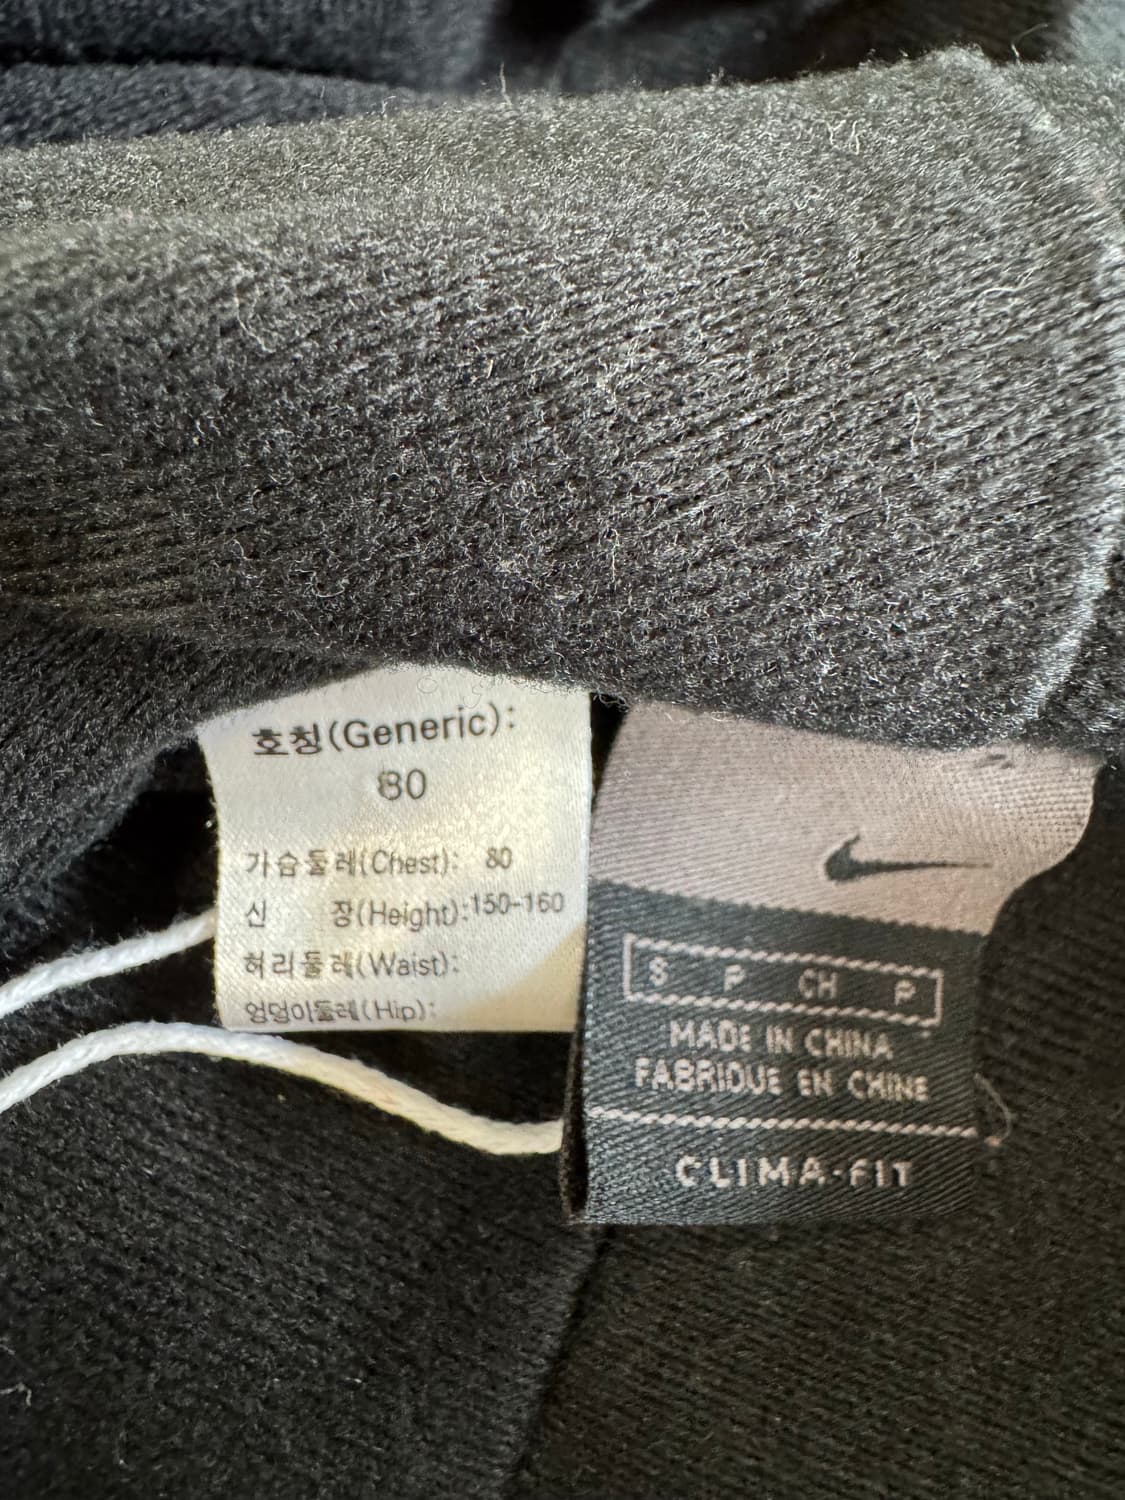 호칭(Generic):
80
가슴둘레(Chest): 80
신 장(Height):150-160
허리둘레(Waist):
엉덩이둘레(Hip):
S P CH P
MADE IN CHINA
FABRIQUE EN CHINE
CLIMA-FIT